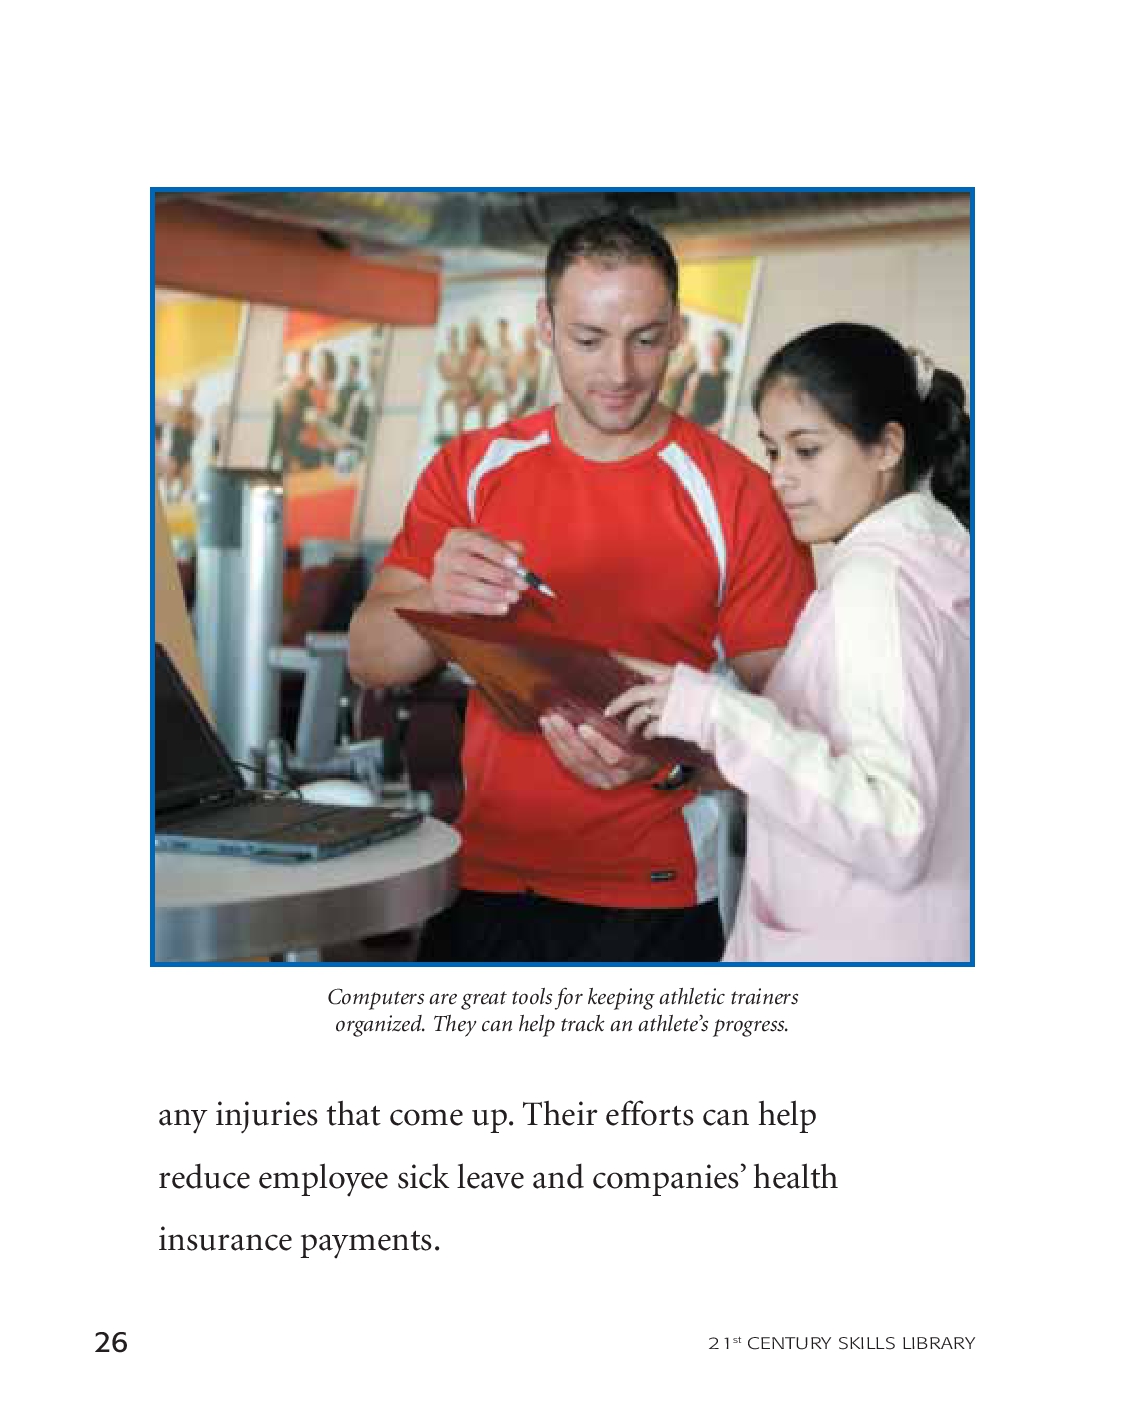 Computers are great tools for keeping athletic trainers
organized. They can help track an athlete’s progress.
any injuries that come up. Their efforts can help
reduce employee sick leave and companies’ health
insurance payments.
26
21st CENTURY SKILLS LIBRARY